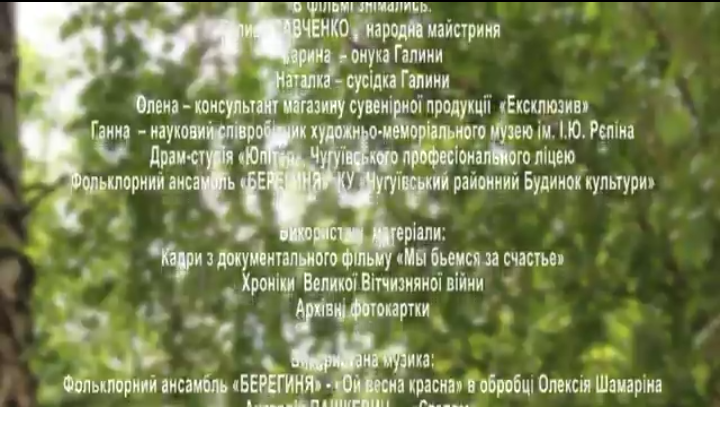 В ФІЛЬМІ ЗНІМАЛИСЬ:
народна майстриня
– онука Галини
Наталка – сусідка Галини
Олена – консультант магазину сувенірної продукції «Ексклюзив»
Ганна – науковий співробітник художньо-меморіального музею ім. І.Ю. Рєпіна
Драм-студія «Юпітер», Чугуївського професіонального ліцею
Фольклорний ансамбль «БЕРЕГИНЯ» КУ «Чугуївський районний Будинок культури»
матеріали:
Кадри з документального фільму «Мы бьемся за счастье»
Хроніки Великої Вітчизняної війни
Архівні фотокартки
Використана музика:
Фольклорний ансамбль «БЕРЕГИНЯ» - «Ой весна красна» в обробці Олексія Шамаріна